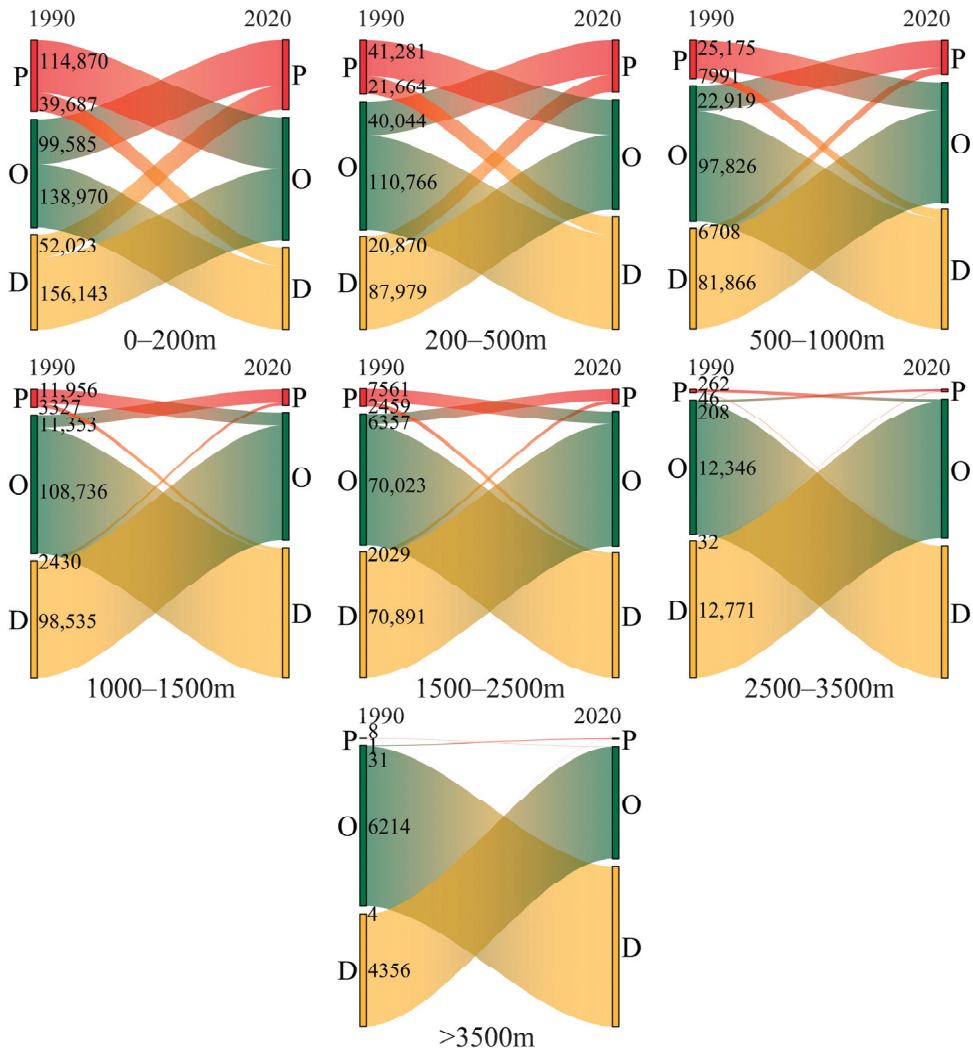 1990 2020
P 114,870 P
39,687
99,585
O 138,970 O
52,023
D 156,143 D
0–200m
1990 2020
P 41,281 P
21,664
40,044
O 110,766 O
20,870
D 87,979 D
200–500m
1990 2020
P 25,175 P
7991
22,919
O 97,826 O
6708
D 81,866 D
500–1000m
1990 2020
P 11,956 P
3327
11,353
O 108,736 O
2430
D 98,535 D
1000–1500m
1990 2020
P 7561 P
2459
6357
O 70,023 O
2029
D 70,891 D
1500–2500m
1990 2020
P 262 P
46
208
O 12,346 O
32
D 12,771 D
2500–3500m
1990 2020
P 8 P
1
31
O 6214 O
4
D 4356 D
>3500m